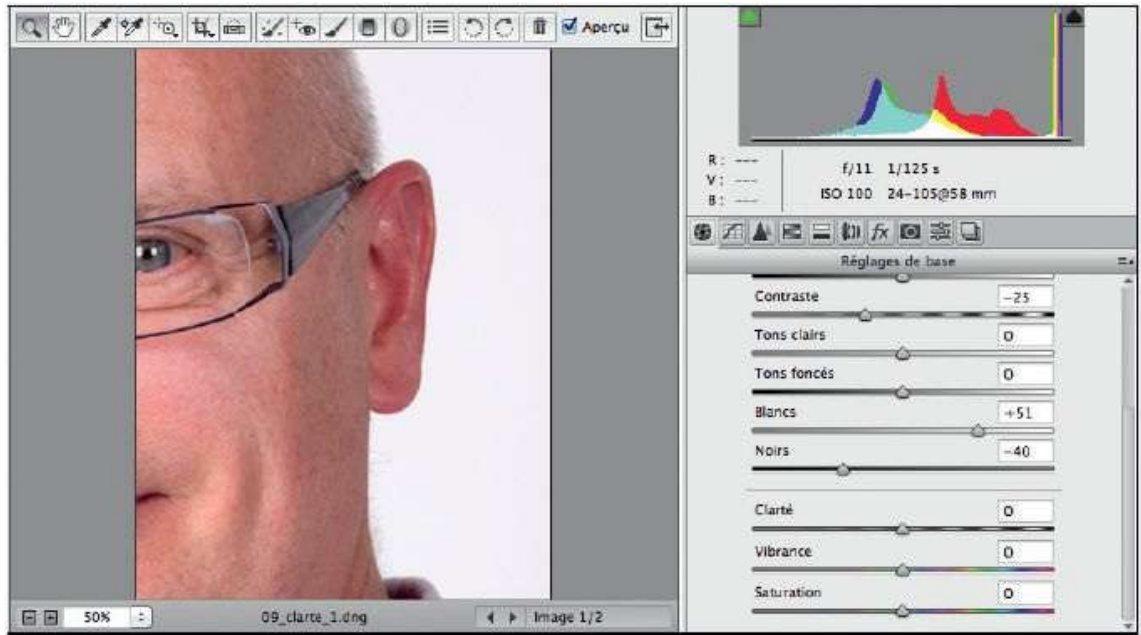 Aperçu
R : ---
V : ---
B : ---
f/11 1/125 s
ISO 100 24-105@58 mm
fx
Réglages de base
Contraste -25
Tons clairs 0
Tons foncés 0
Blancs +51
Noirs -40
Clarté 0
Vibrance 0
Saturation 0
50% 09_clarte_1.dng Image 1/2